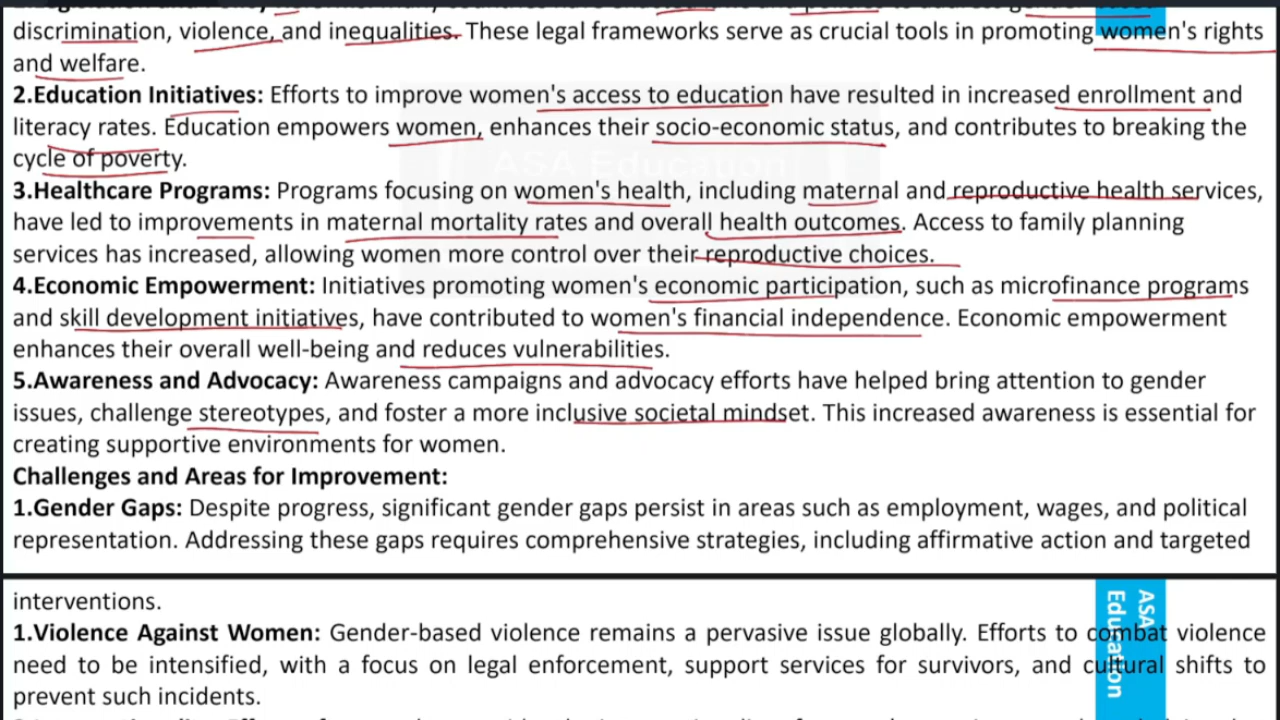 discrimination, violence, and inequalities. These legal frameworks serve as crucial tools in promoting women's rights
and welfare.
2.Education Initiatives: Efforts to improve women's access to education have resulted in increased enrollment and
literacy rates. Education empowers women, enhances their socio-economic status, and contributes to breaking the
cycle of poverty.
ASA Education
3.Healthcare Programs: Programs focusing on women's health, including maternal and reproductive health services,
have led to improvements in maternal mortality rates and overall health outcomes. Access to family planning
services has increased, allowing women more control over their reproductive choices.
4.Economic Empowerment: Initiatives promoting women's economic participation, such as microfinance programs
and skill development initiatives, have contributed to women's financial independence. Economic empowerment
enhances their overall well-being and reduces vulnerabilities.
5.Awareness and Advocacy: Awareness campaigns and advocacy efforts have helped bring attention to gender
issues, challenge stereotypes, and foster a more inclusive societal mindset. This increased awareness is essential for
creating supportive environments for women.
Challenges and Areas for Improvement:
1.Gender Gaps: Despite progress, significant gender gaps persist in areas such as employment, wages, and political
representation. Addressing these gaps requires comprehensive strategies, including affirmative action and targeted
interventions.
1.Violence Against Women: Gender-based violence remains a pervasive issue globally. Efforts to combat violence
need to be intensified, with a focus on legal enforcement, support services for survivors, and cultural shifts to
prevent such incidents.
ASA
Education